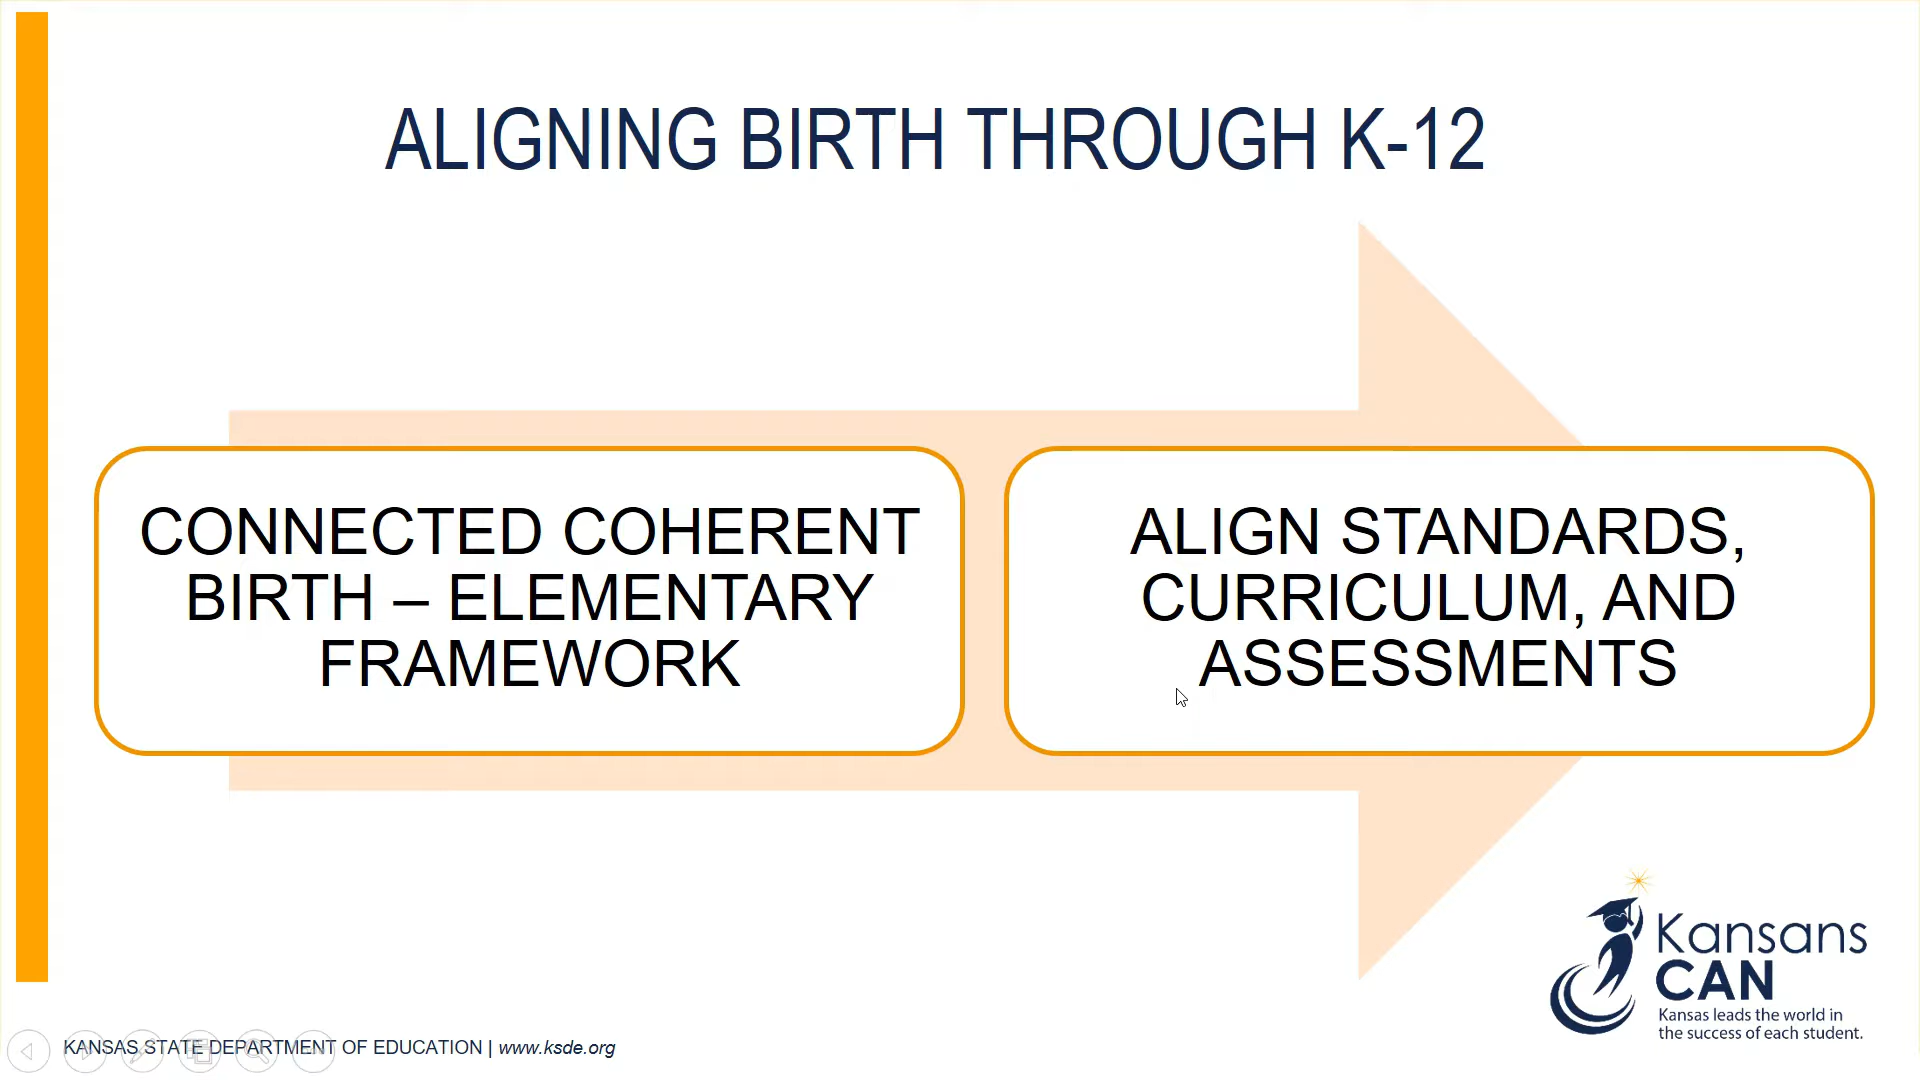 ALIGNING BIRTH THROUGH K-12
CONNECTED COHERENT
BIRTH – ELEMENTARY
FRAMEWORK
ALIGN STANDARDS,
CURRICULUM, AND
ASSESSMENTS
Kansans
CAN
Kansas leads the world in
the success of each student.
KANSAS STATE DEPARTMENT OF EDUCATION | www.ksde.org